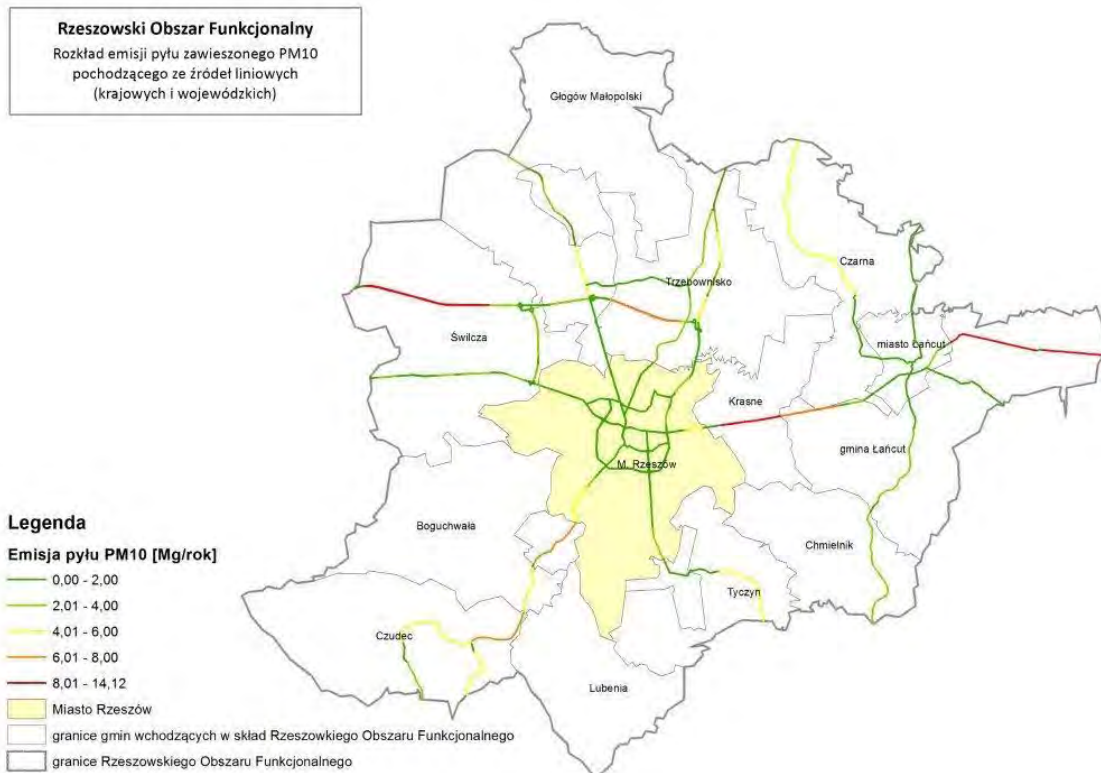 Rzeszowski Obszar Funkcjonalny
Rozkład emisji pyłu zawieszonego PM10
pochodzącego ze źródeł liniowych
(krajowych i wojewódzkich)
Głogów Małopolski
Czarna
Trzebownisko
Świlcza
miasto Łańcut
Krasne
gmina Łańcut
M. Rzeszów
Boguchwała
Chmielnik
Tyczyn
Czudec
Lubenia
Legenda
Emisja pyłu PM10 [Mg/rok]
0,00 - 2,00
2,01 - 4,00
4,01 - 6,00
6,01 - 8,00
8,01 - 14,12
Miasto Rzeszów
granice gmin wchodzących w skład Rzeszowkiego Obszaru Funkcjonalnego
granice Rzeszowskiego Obszaru Funkcjonalnego